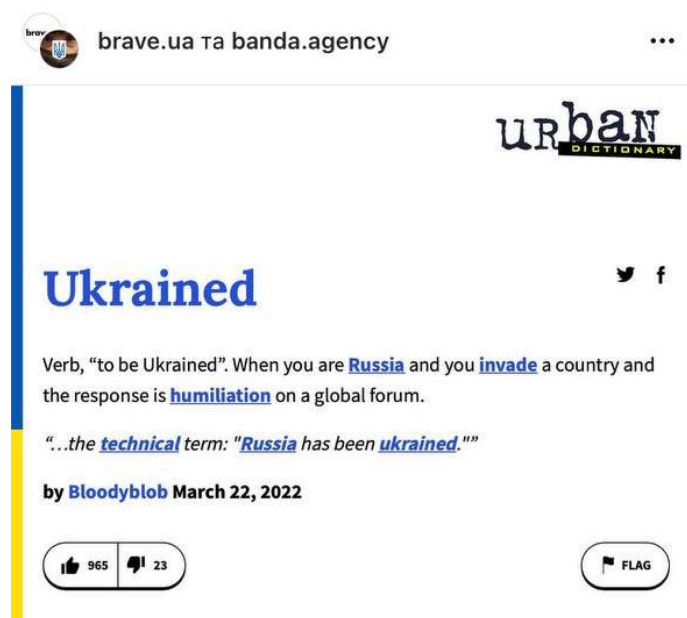 brav
brave.ua та banda.agency
urban
DICTIONARY
Ukrained
Verb, “to be Ukrained”. When you are Russia and you invade a country and
the response is humiliation on a global forum.
“…the technical term: "Russia has been ukrained."”
by Bloodyblob March 22, 2022
965
23
FLAG